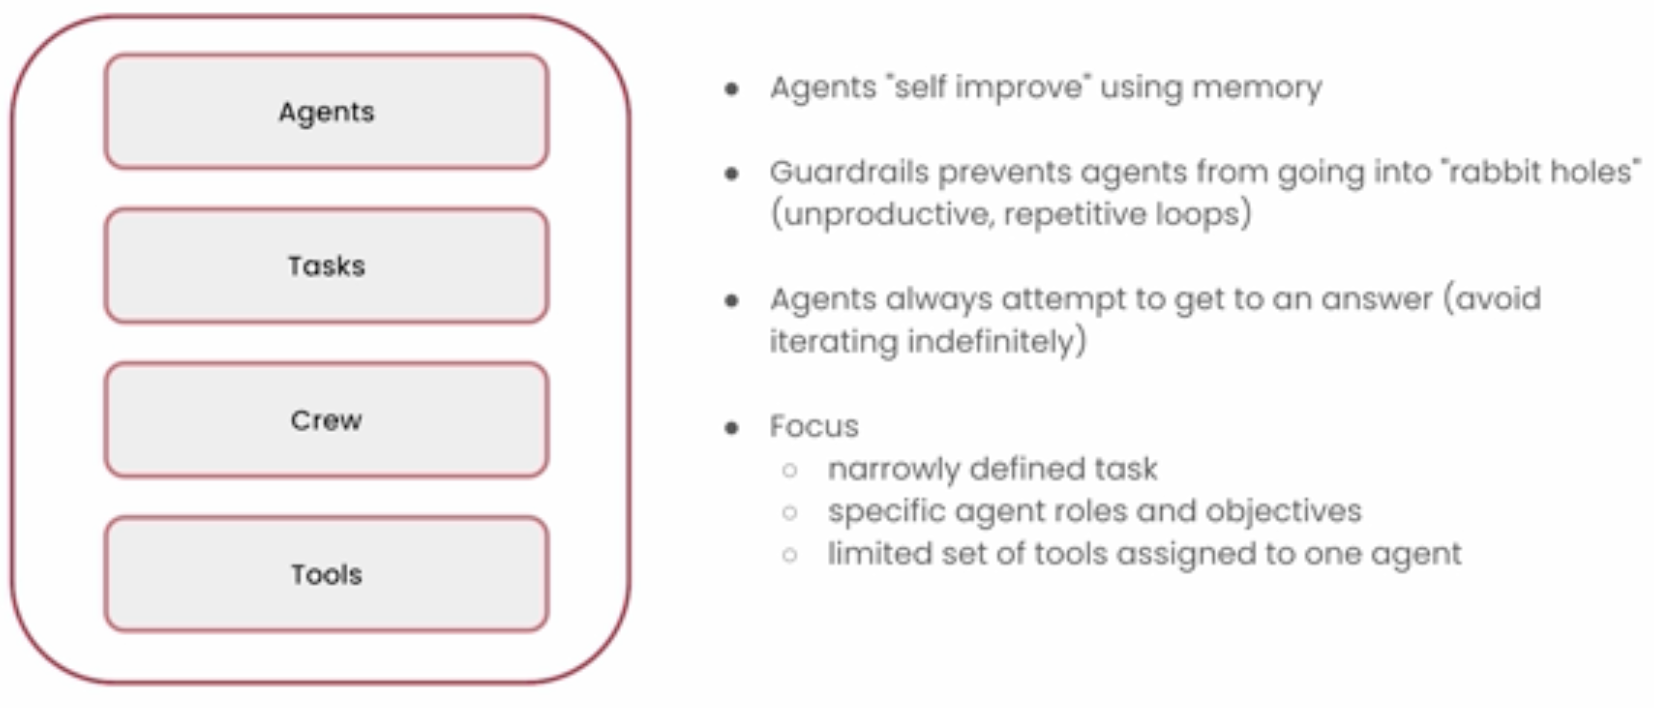 Agents
Tasks
Crew
Tools
● Agents "self improve" using memory
● Guardrails prevents agents from going into "rabbit holes"
(unproductive, repetitive loops)
● Agents always attempt to get to an answer (avoid
iterating indefinitely)
● Focus
○ narrowly defined task
○ specific agent roles and objectives
○ limited set of tools assigned to one agent